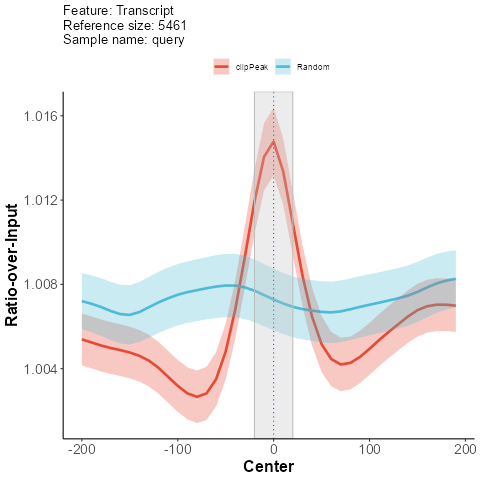 Feature: Transcript
Reference size: 5461
Sample name: query
clipPeak Random
1.016
1.012
1.008
1.004
Ratio-over-Input
-200 -100 0 100 200
Center